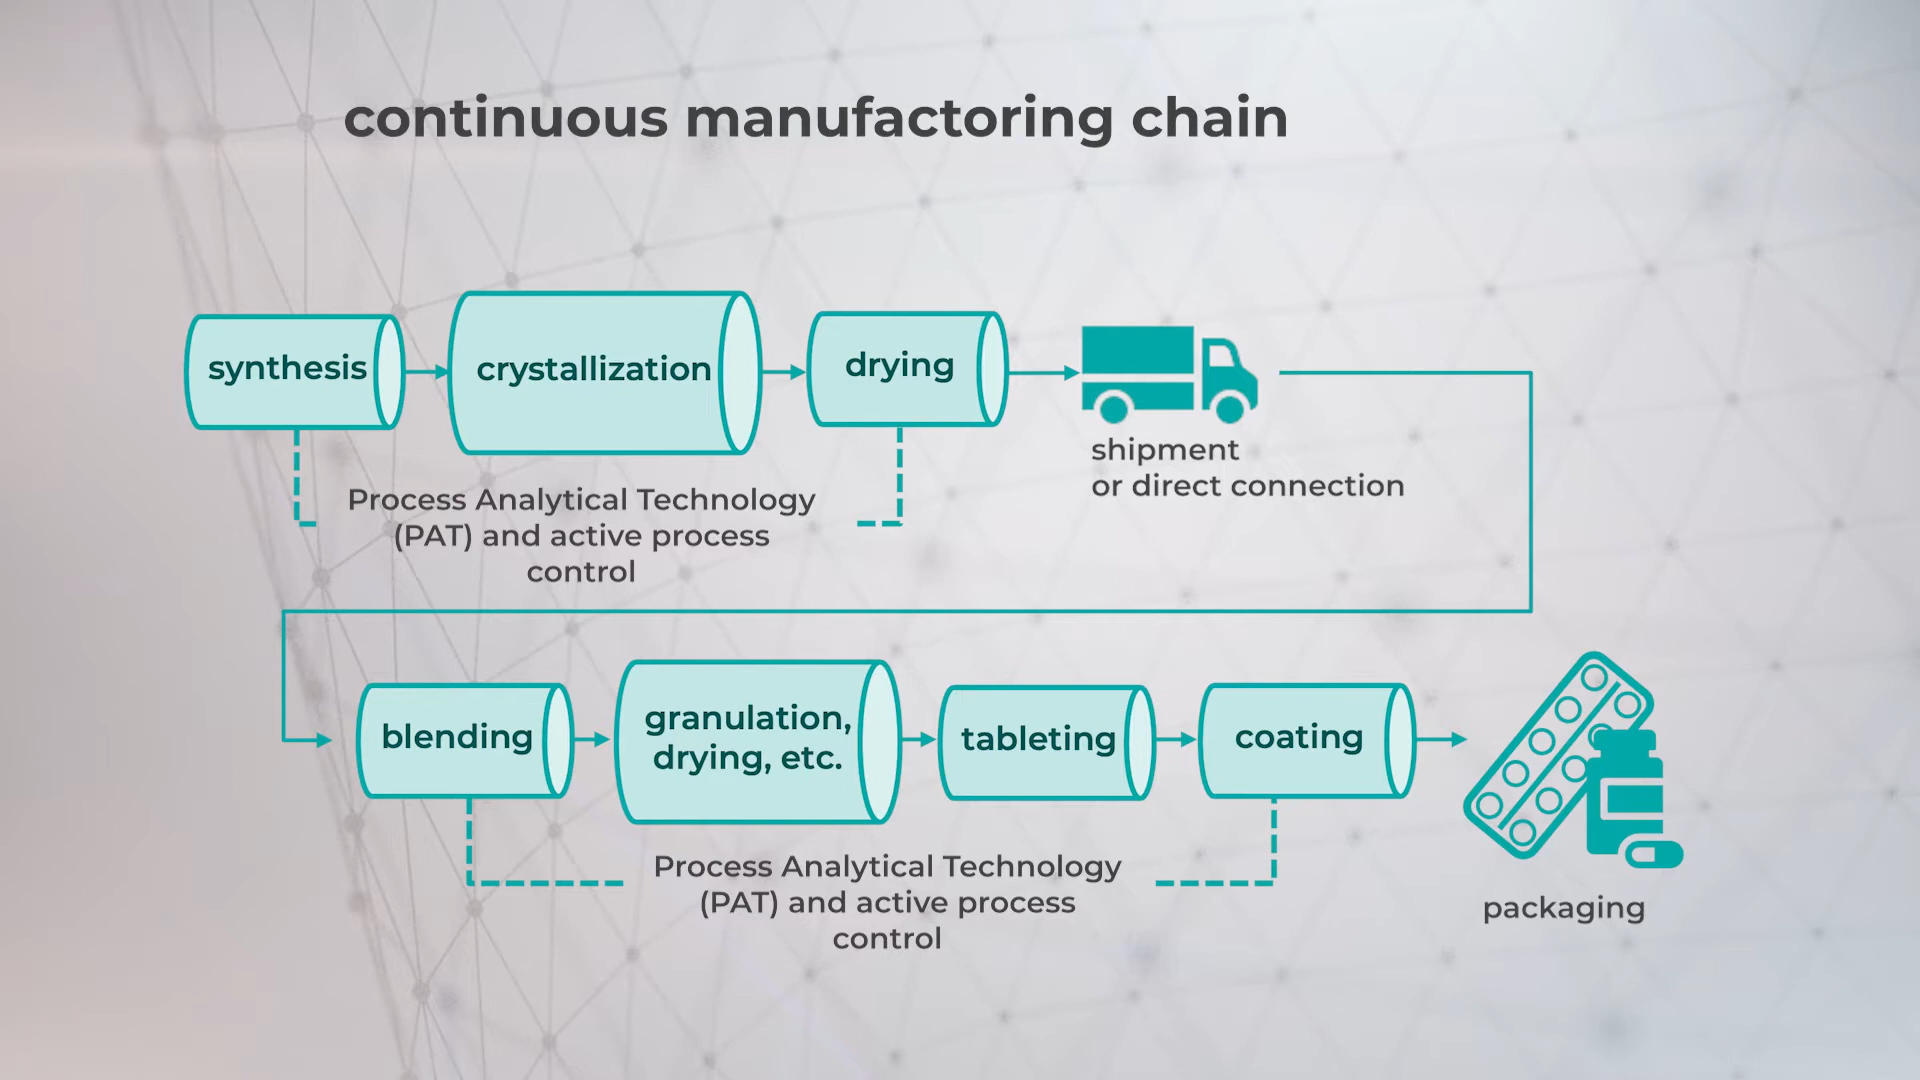 continuous manufactoring chain
synthesis
crystallization
drying
shipment
or direct connection
Process Analytical Technology
(PAT) and active process
control
blending
granulation,
drying, etc.
tableting
coating
Process Analytical Technology
(PAT) and active process
control
packaging